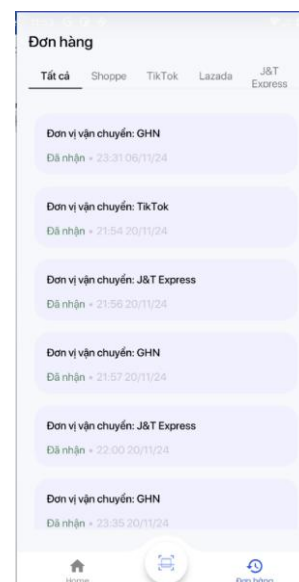 Đơn hàng
Tất cả Shoppe TikTok Lazada J&T
Express
Đơn vị vận chuyển: GHN
Đã nhận • 23:31 06/11/24
Đơn vị vận chuyển: TikTok
Đã nhận • 21:54 20/11/24
Đơn vị vận chuyển: J&T Express
Đã nhận • 21:56 20/11/24
Đơn vị vận chuyển: GHN
Đã nhận • 21:57 20/11/24
Đơn vị vận chuyển: J&T Express
Đã nhận • 22:00 20/11/24
Đơn vị vận chuyển: GHN
Đã nhận • 23:35 20/11/24
Home Đơn hàng